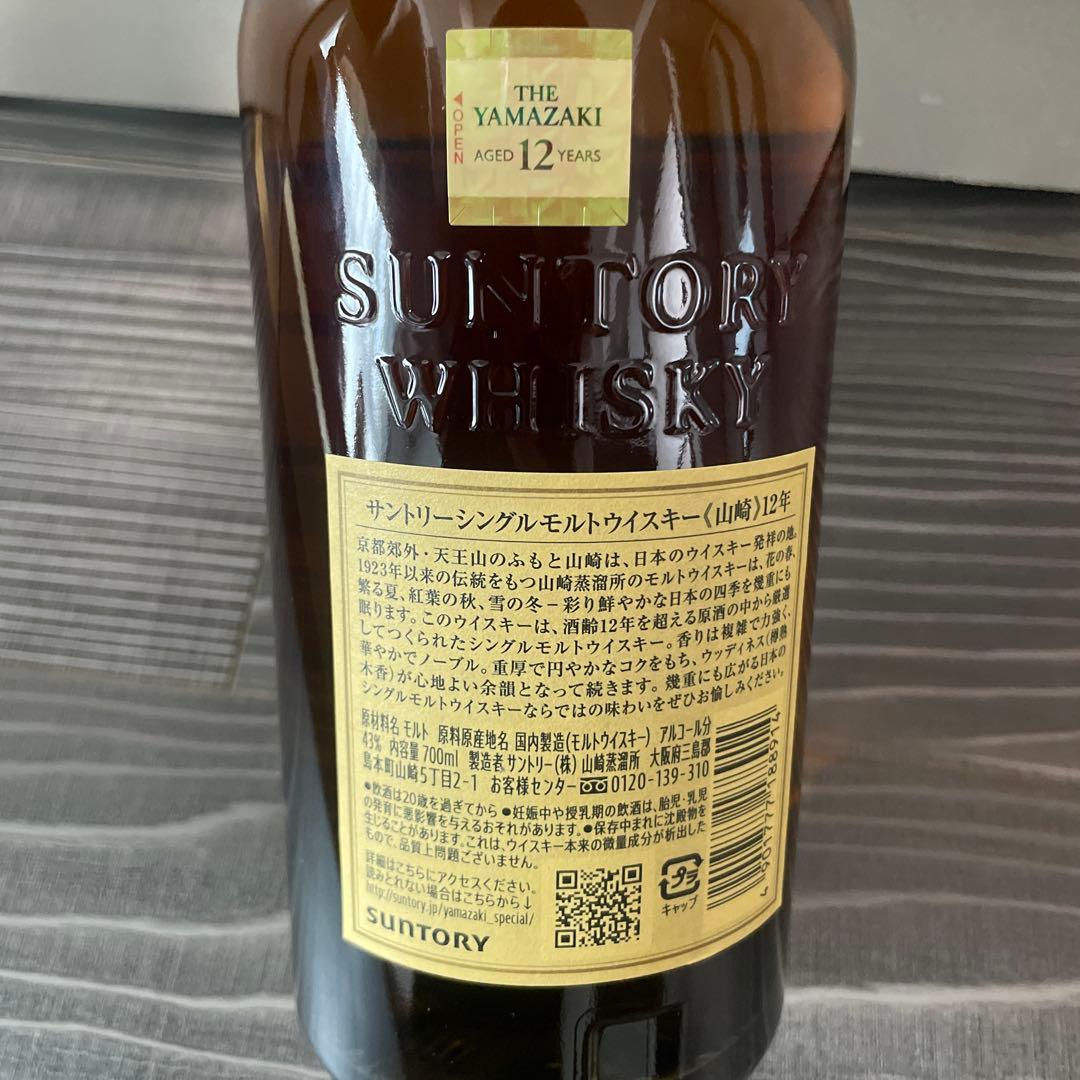 THE
YAMAZAKI
AGED 12 YEARS
OPEN
SUNTORY
WHISKY
サントリーシングルモルトウイスキー《山崎》12年
京都郊外・天王山のふもと山崎は、日本のウイスキー発祥の地。
1923年以来の伝統をもつ山崎蒸溜所のモルトウイスキーは、花の春、
繁る夏、紅葉の秋、雪の冬－彩り鮮やかな日本の四季を幾重にも
眠ります。このウイスキーは、酒齢12年を超える原酒の中から厳選
してつくられたシングルモルトウイスキー。香りは複雑で力強く、
華やかでノーブル。重厚で円やかなコクをもち、ウッディネス(樽熟
木香)が心地よい余韻となって続きます。幾重にも広がる日本の
シングルモルトウイスキーならではの味わいをぜひお愉しみください。
原材料名 モルト 原料原産地名 国内製造(モルトウイスキー) アルコール分
43% 内容量 700ml 製造者 サントリー(株) 山崎蒸溜所 大阪府三島郡
島本町山崎5丁目2-1 お客様センター 0120-139-310
●飲酒は20歳を過ぎてから ●妊娠中や授乳期の飲酒は、胎児・乳児
の発育に悪影響を与えるおそれがあります。●保存中まれに沈殿物を
生じることがあります。これは、ウイスキー本来の微量成分が析出した
もので、品質上問題ございません。
詳細はこちらにアクセスください。
読みとれない場合はこちらから↓
http://suntory.jp/yamazaki_special/
SUNTORY
プラ
キャップ
4 901777 188914